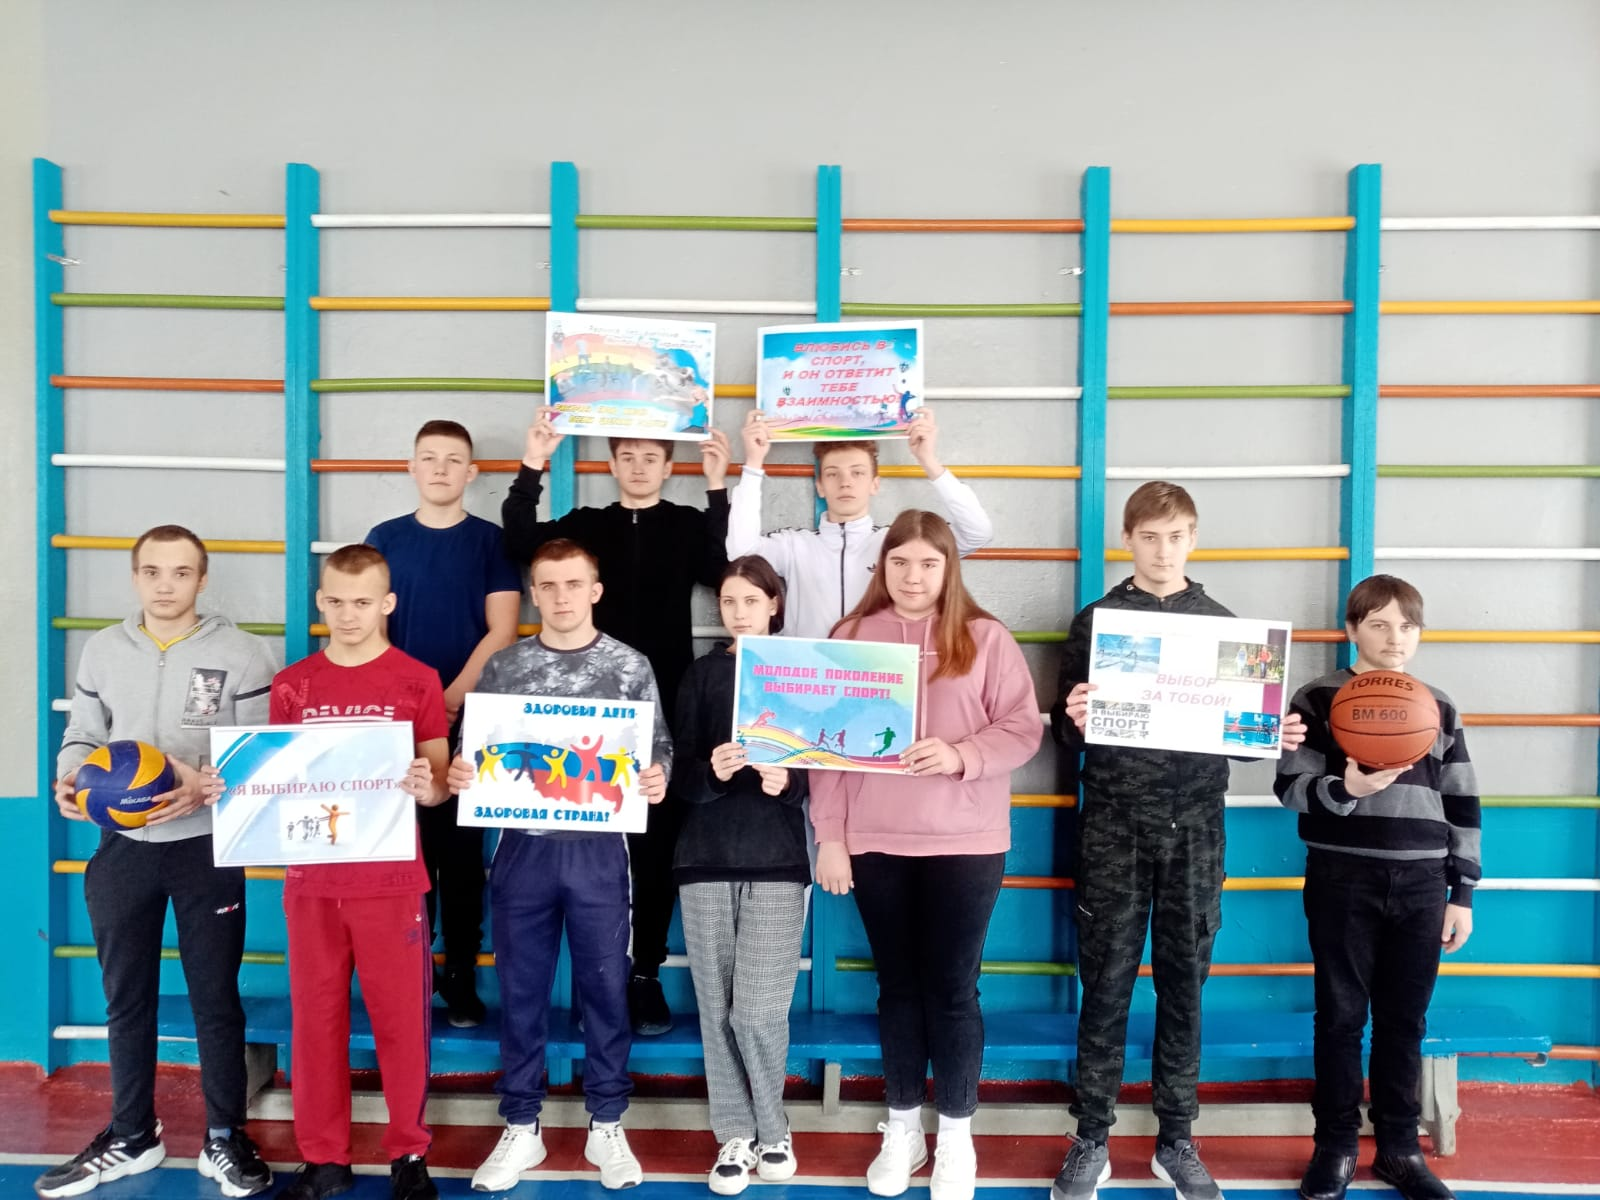 ВЛЮБИСЬ В
СПОРТ,
И ОН ОТВЕТИТ
ТЕБЕ
ВЗАИМНОСТЬЮ!
МОЛОДОЕ ПОКОЛЕНИЕ
ВЫБИРАЕТ СПОРТ!
ВЫБОР
ЗА ТОБОЙ!
Я ВЫБИРАЮ
СПОРТ
TORRES
BM 600
ЗДОРОВЫЕ ДЕТИ-
ЗДОРОВАЯ СТРАНА!
«Я ВЫБИРАЮ СПОРТ»
MIKASA